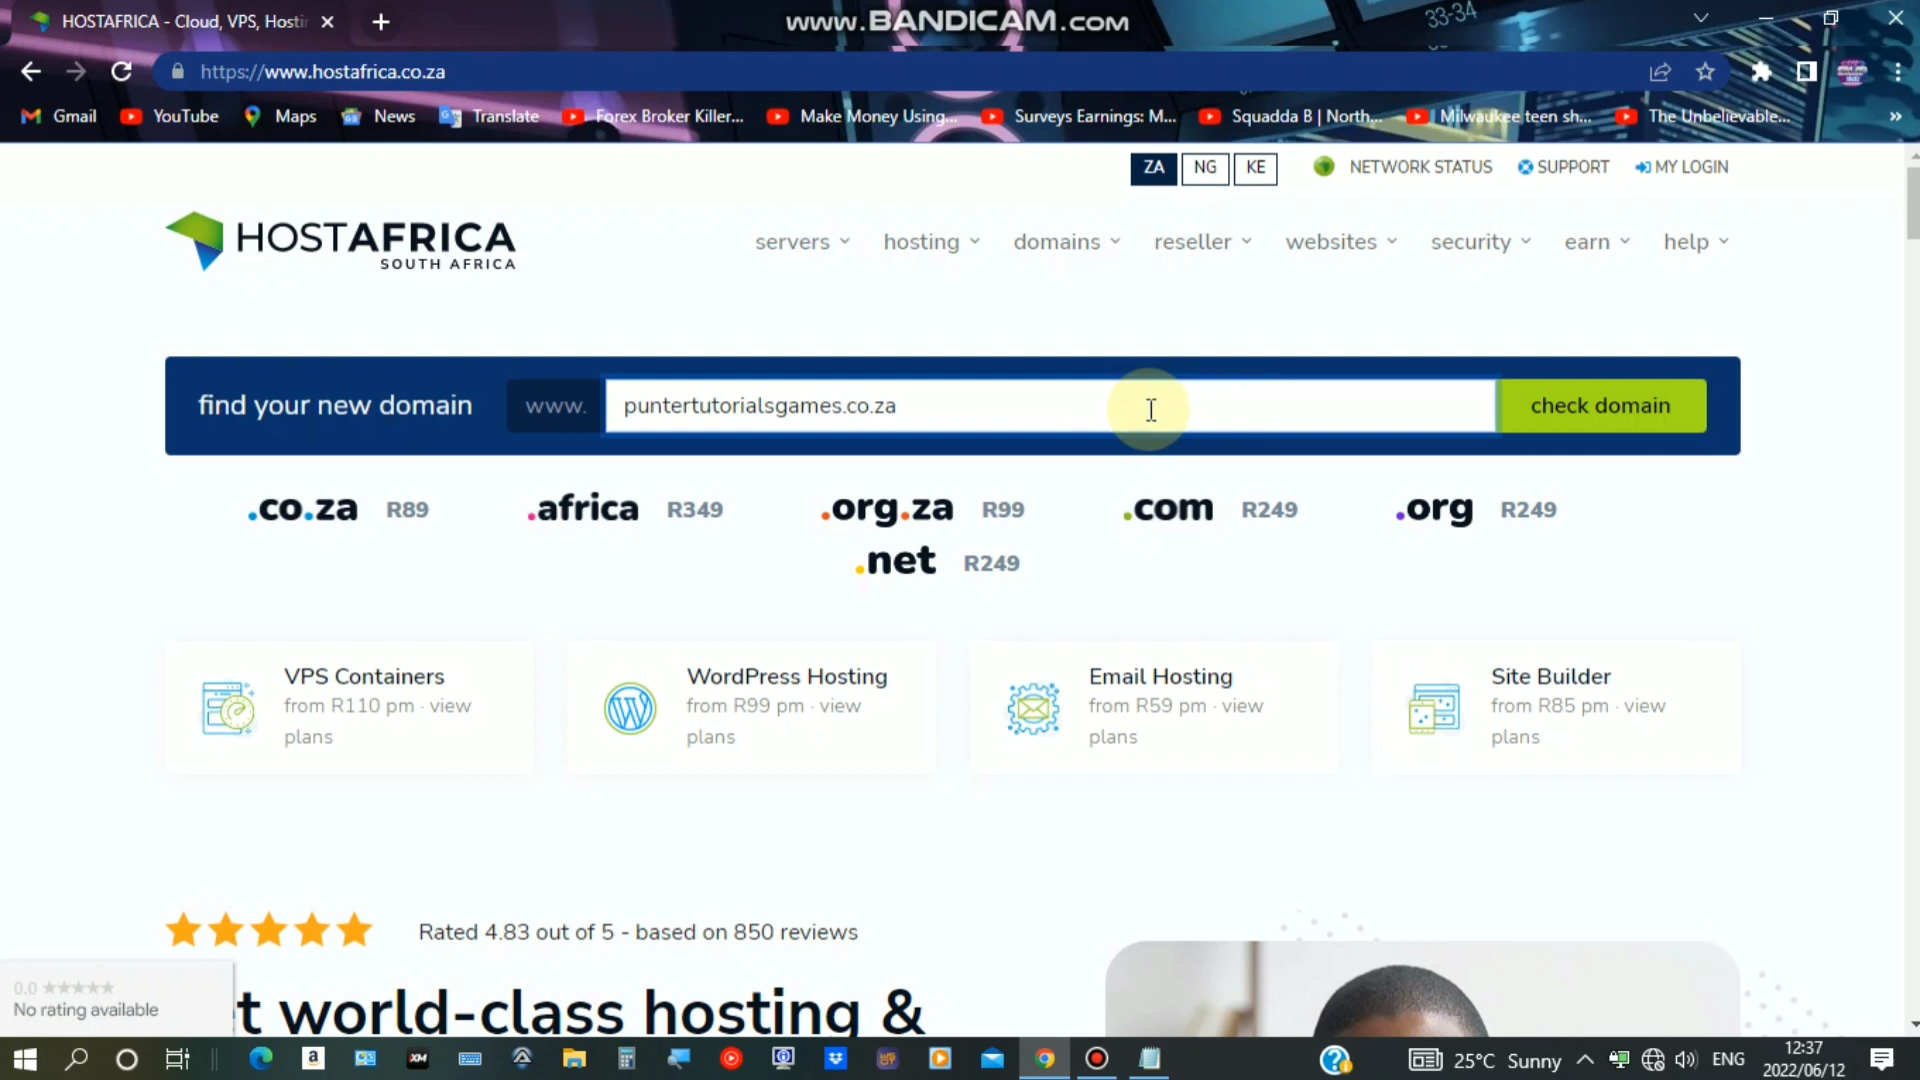 HOSTAFRICA - Cloud, VPS, Hosti
www.BANDICAM.com
33-34
https://www.hostafrica.co.za
Gmail YouTube Maps News Translate Forex Broker Killer... Make Money Using... Surveys Earnings: M... Squadda B | North... Milwaukee teen sh... The Unbelievable... »
ZA NG KE NETWORK STATUS SUPPORT MY LOGIN
HOSTAFRICA
SOUTH AFRICA
servers hosting domains reseller websites security earn help
find your new domain www. puntertutorialsgames.co.za check domain
.co.za R89 .africa R349 .org.za R99 .com R249 .org R249
.net R249
VPS Containers
from R110 pm · view
plans
WordPress Hosting
from R99 pm · view
plans
Email Hosting
from R59 pm · view
plans
Site Builder
from R85 pm · view
plans
Rated 4.83 out of 5 - based on 850 reviews
0.0
No rating available
t world-class hosting &
25°C Sunny ENG
12:37
2022/06/12